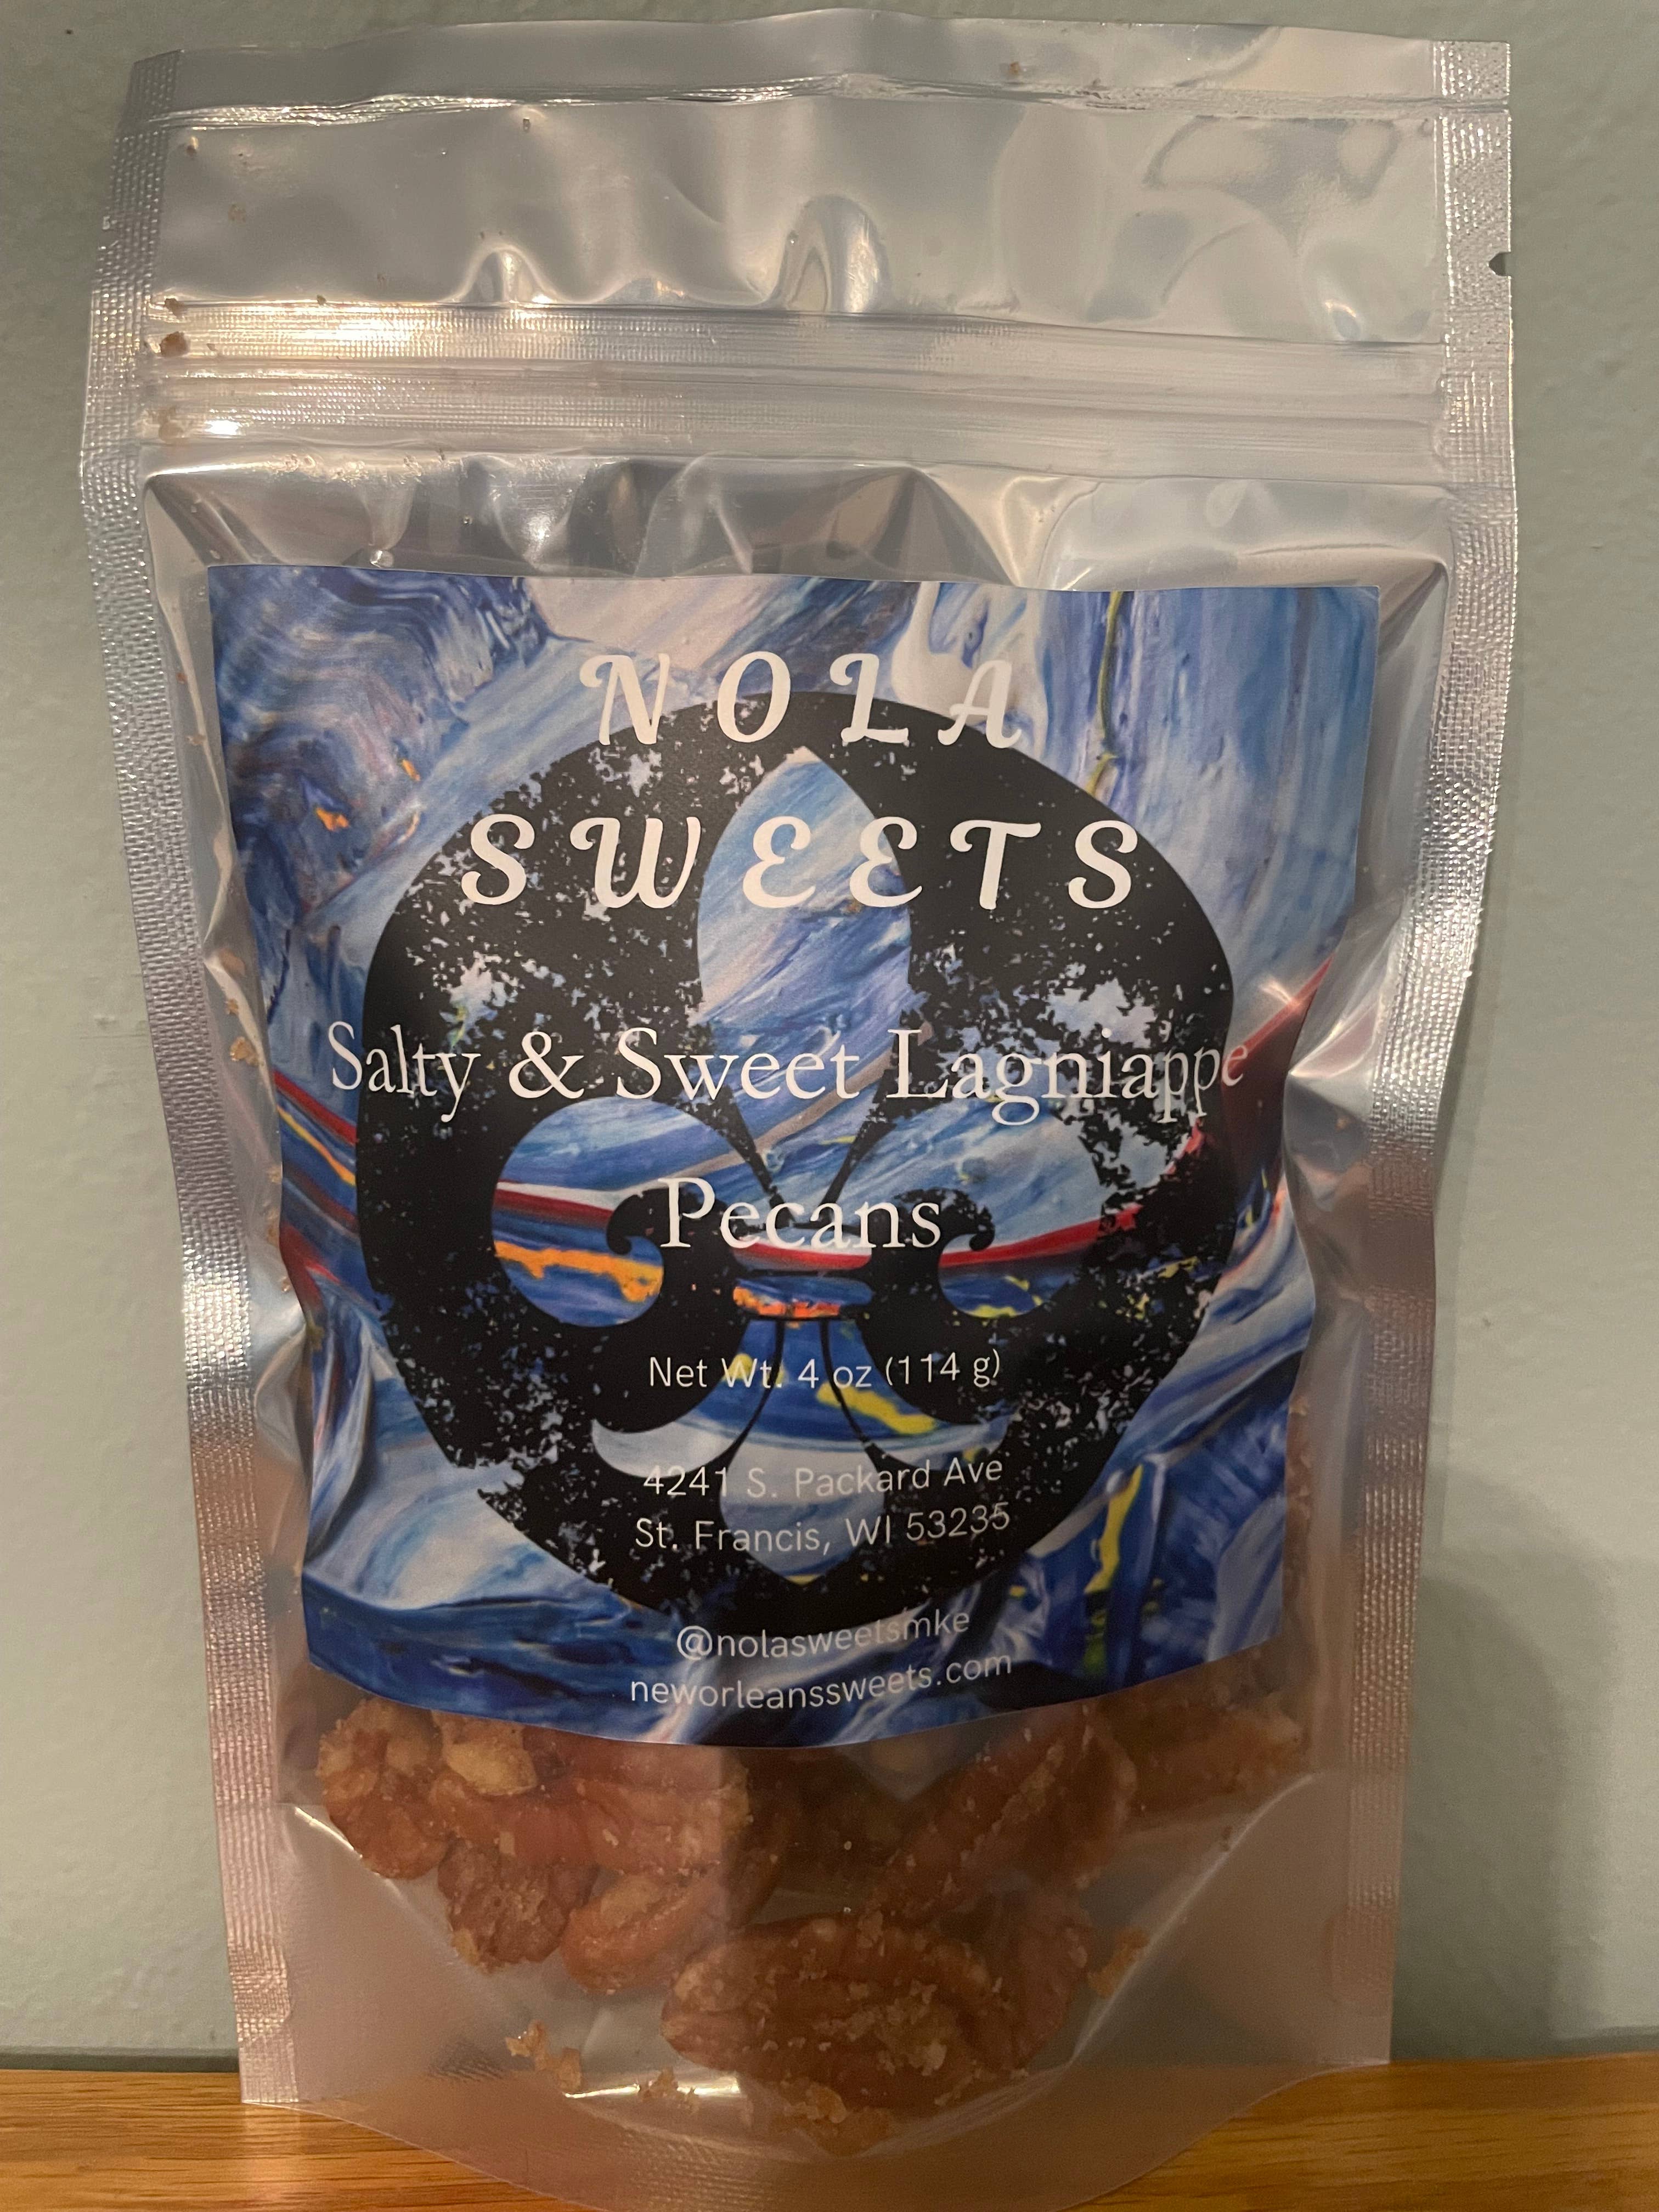 NOLA
SWEETS
Salty & Sweet Lagniappe
Pecans
Net Wt. 4 oz (114 g)
4241 S. Packard Ave
St. Francis, WI 53235
@nolasweetsmke
neworleanssweets.com